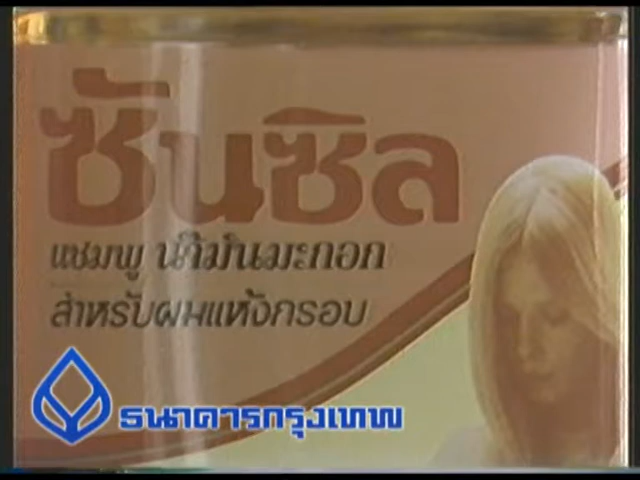 ซันซิล
แชมพู น้ำมันมะกอก
สำหรับผมแห้งกรอบ
ธนาคารกรุงเทพ